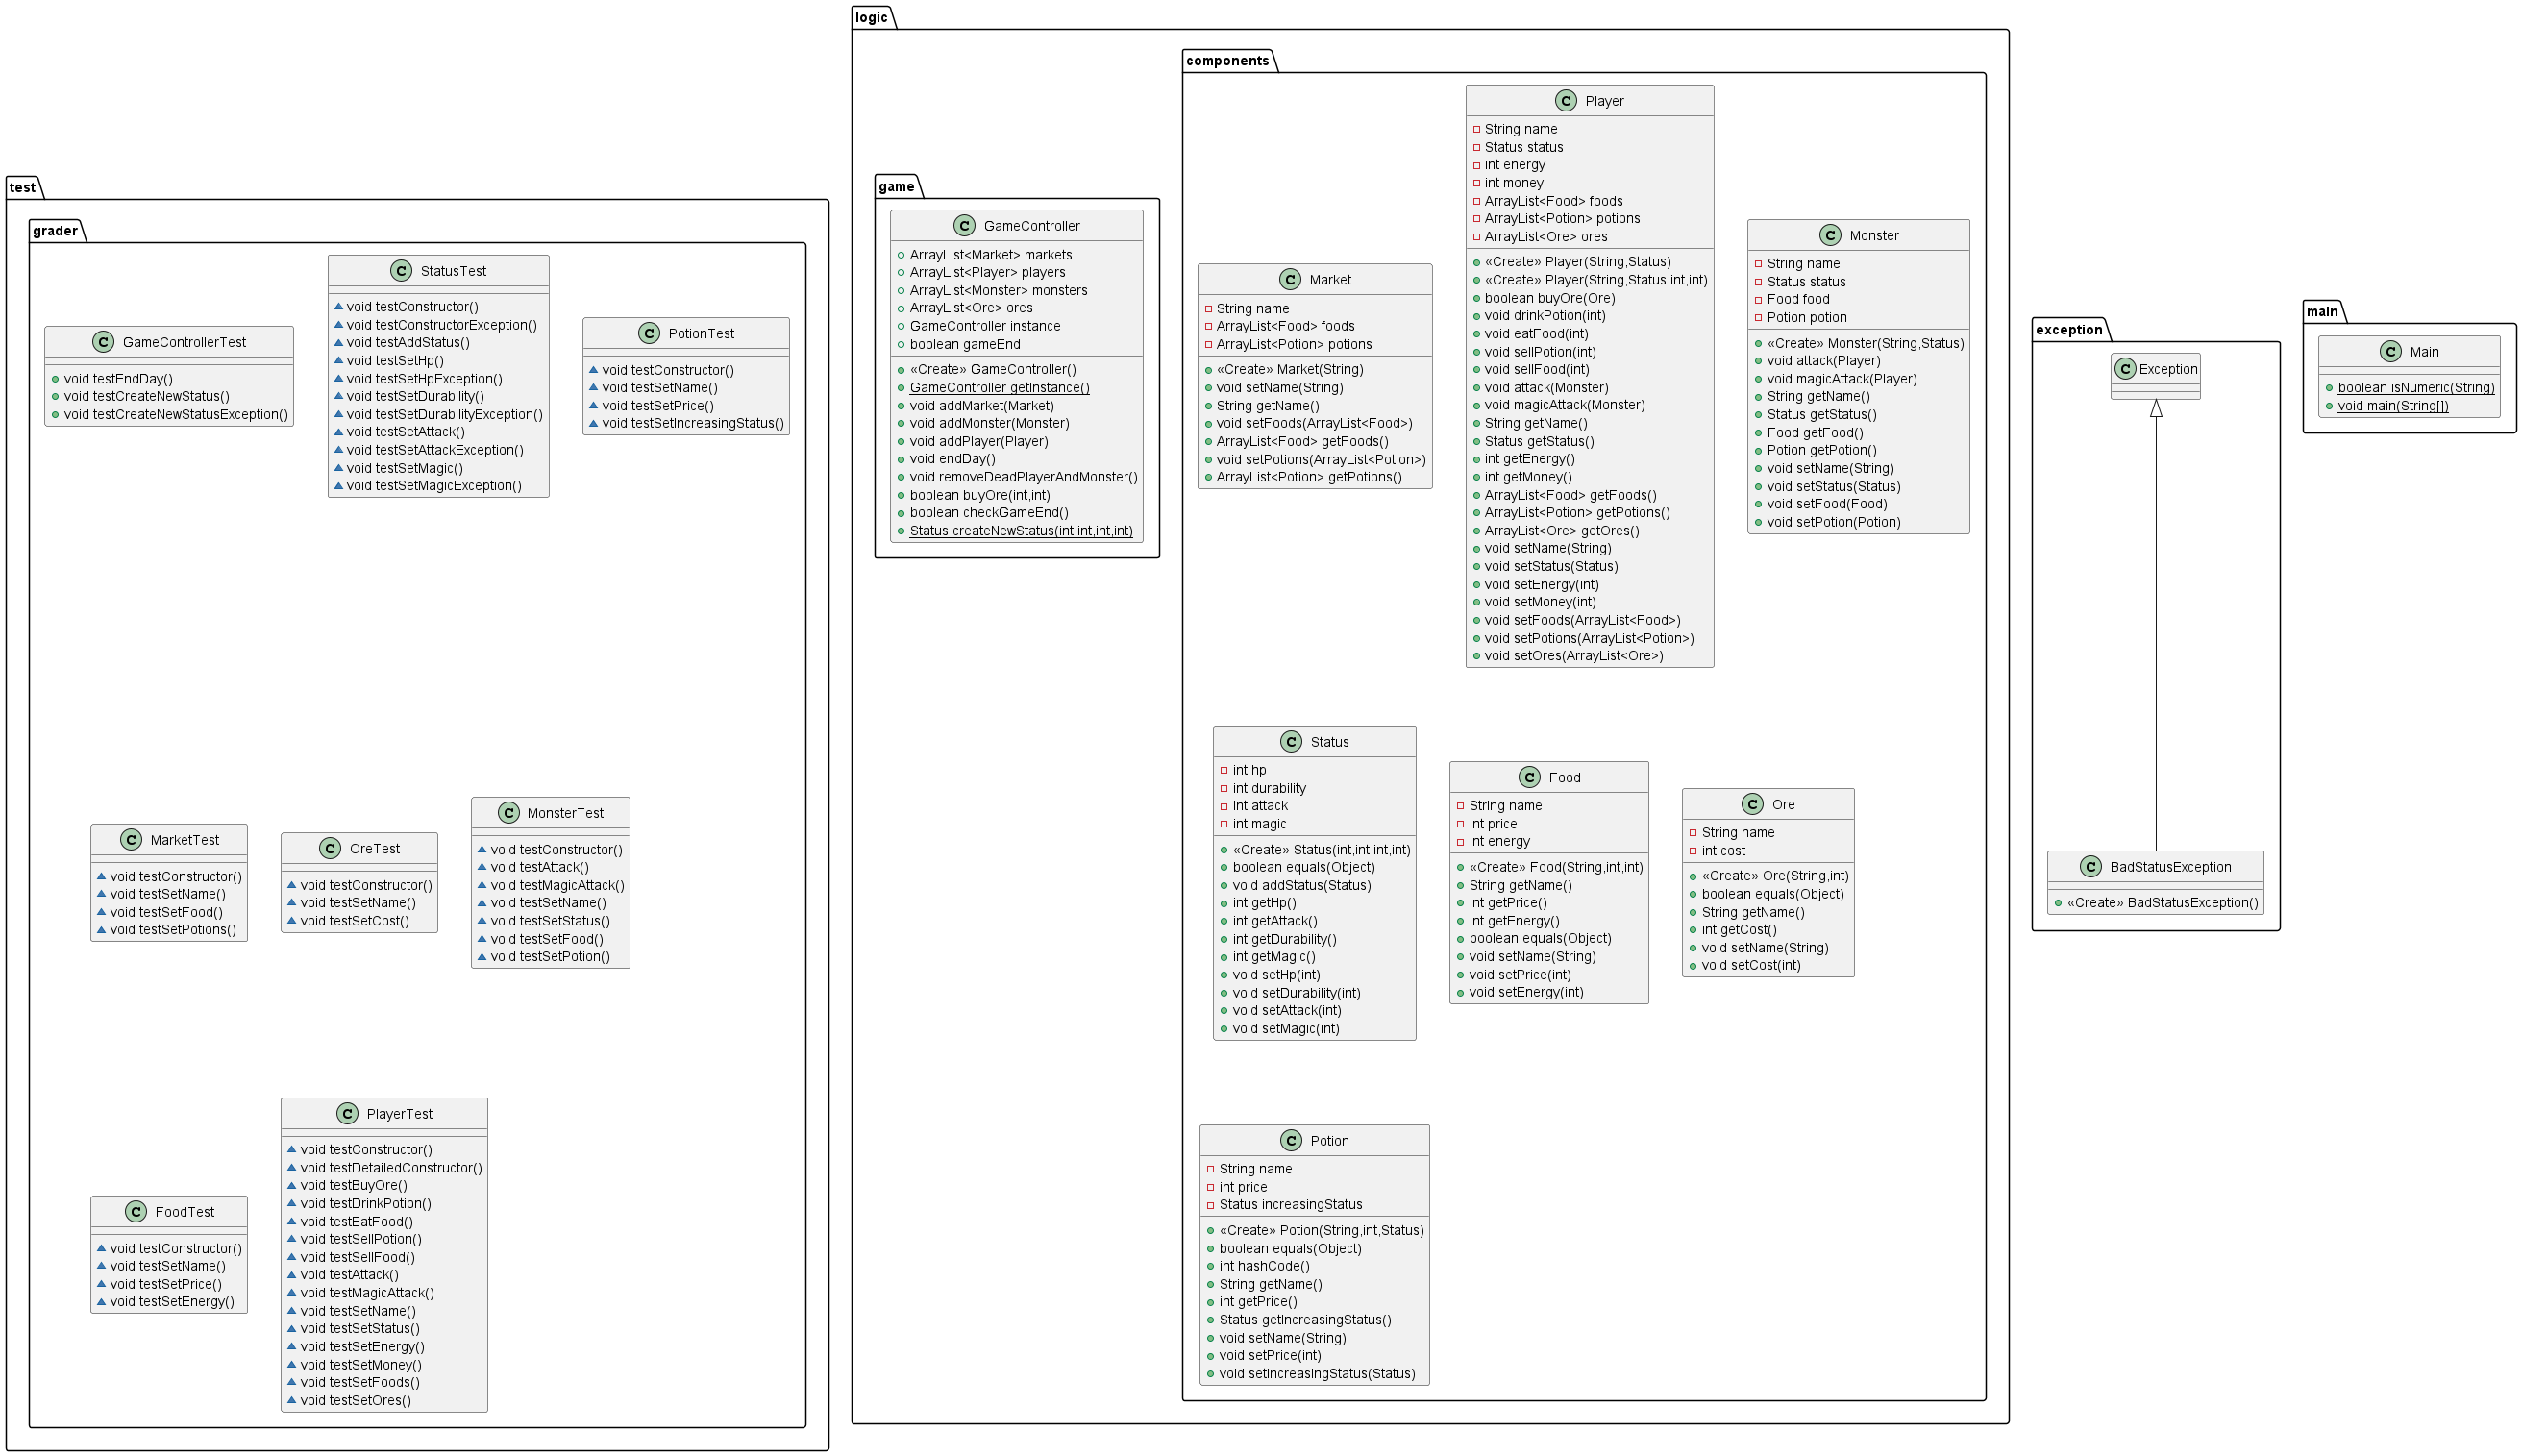 test
grader
GameControllerTest
void testEndDay()
void testCreateNewStatus()
void testCreateNewStatusException()
StatusTest
void testConstructor()
void testConstructorException()
void testAddStatus()
void testSetHp()
void testSetHpException()
void testSetDurability()
void testSetDurabilityException()
void testSetAttack()
void testSetAttackException()
void testSetMagic()
void testSetMagicException()
PotionTest
void testConstructor()
void testSetName()
void testSetPrice()
void testSetIncreasingStatus()
MarketTest
void testConstructor()
void testSetName()
void testSetFood()
void testSetPotions()
OreTest
void testConstructor()
void testSetName()
void testSetCost()
MonsterTest
void testConstructor()
void testAttack()
void testMagicAttack()
void testSetName()
void testSetStatus()
void testSetFood()
void testSetPotion()
FoodTest
void testConstructor()
void testSetName()
void testSetPrice()
void testSetEnergy()
PlayerTest
void testConstructor()
void testDetailedConstructor()
void testBuyOre()
void testDrinkPotion()
void testEatFood()
void testSellPotion()
void testSellFood()
void testAttack()
void testMagicAttack()
void testSetName()
void testSetStatus()
void testSetEnergy()
void testSetMoney()
void testSetFoods()
void testSetOres()
logic
game
GameController
ArrayList<Market> markets
ArrayList<Player> players
ArrayList<Monster> monsters
ArrayList<Ore> ores
GameController instance
boolean gameEnd
«Create» GameController()
GameController getInstance()
void addMarket(Market)
void addMonster(Monster)
void addPlayer(Player)
void endDay()
void removeDeadPlayerAndMonster()
boolean buyOre(int,int)
boolean checkGameEnd()
Status createNewStatus(int,int,int,int)
components
Market
String name
ArrayList<Food> foods
ArrayList<Potion> potions
«Create» Market(String)
void setName(String)
String getName()
void setFoods(ArrayList<Food>)
ArrayList<Food> getFoods()
void setPotions(ArrayList<Potion>)
ArrayList<Potion> getPotions()
Player
String name
Status status
int energy
int money
ArrayList<Food> foods
ArrayList<Potion> potions
ArrayList<Ore> ores
«Create» Player(String,Status)
«Create» Player(String,Status,int,int)
boolean buyOre(Ore)
void drinkPotion(int)
void eatFood(int)
void sellPotion(int)
void sellFood(int)
void attack(Monster)
void magicAttack(Monster)
String getName()
Status getStatus()
int getEnergy()
int getMoney()
ArrayList<Food> getFoods()
ArrayList<Potion> getPotions()
ArrayList<Ore> getOres()
void setName(String)
void setStatus(Status)
void setEnergy(int)
void setMoney(int)
void setFoods(ArrayList<Food>)
void setPotions(ArrayList<Potion>)
void setOres(ArrayList<Ore>)
Monster
String name
Status status
Food food
Potion potion
«Create» Monster(String,Status)
void attack(Player)
void magicAttack(Player)
String getName()
Status getStatus()
Food getFood()
Potion getPotion()
void setName(String)
void setStatus(Status)
void setFood(Food)
void setPotion(Potion)
Status
int hp
int durability
int attack
int magic
«Create» Status(int,int,int,int)
boolean equals(Object)
void addStatus(Status)
int getHp()
int getAttack()
int getDurability()
int getMagic()
void setHp(int)
void setDurability(int)
void setAttack(int)
void setMagic(int)
Food
String name
int price
int energy
«Create» Food(String,int,int)
String getName()
int getPrice()
int getEnergy()
boolean equals(Object)
void setName(String)
void setPrice(int)
void setEnergy(int)
Ore
String name
int cost
«Create» Ore(String,int)
boolean equals(Object)
String getName()
int getCost()
void setName(String)
void setCost(int)
Potion
String name
int price
Status increasingStatus
«Create» Potion(String,int,Status)
boolean equals(Object)
int hashCode()
String getName()
int getPrice()
Status getIncreasingStatus()
void setName(String)
void setPrice(int)
void setIncreasingStatus(Status)
exception
Exception
BadStatusException
«Create» BadStatusException()
main
Main
boolean isNumeric(String)
void main(String[])